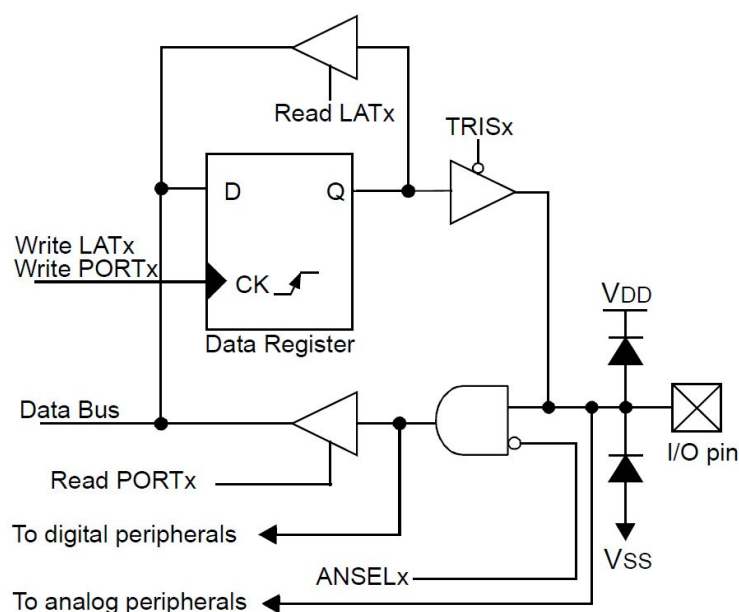 Read LATx
TRISx
D
Q
Write LATx
Write PORTx
CK
VDD
Data Register
Data Bus
I/O pin
Read PORTx
To digital peripherals
VSS
ANSELx
To analog peripherals